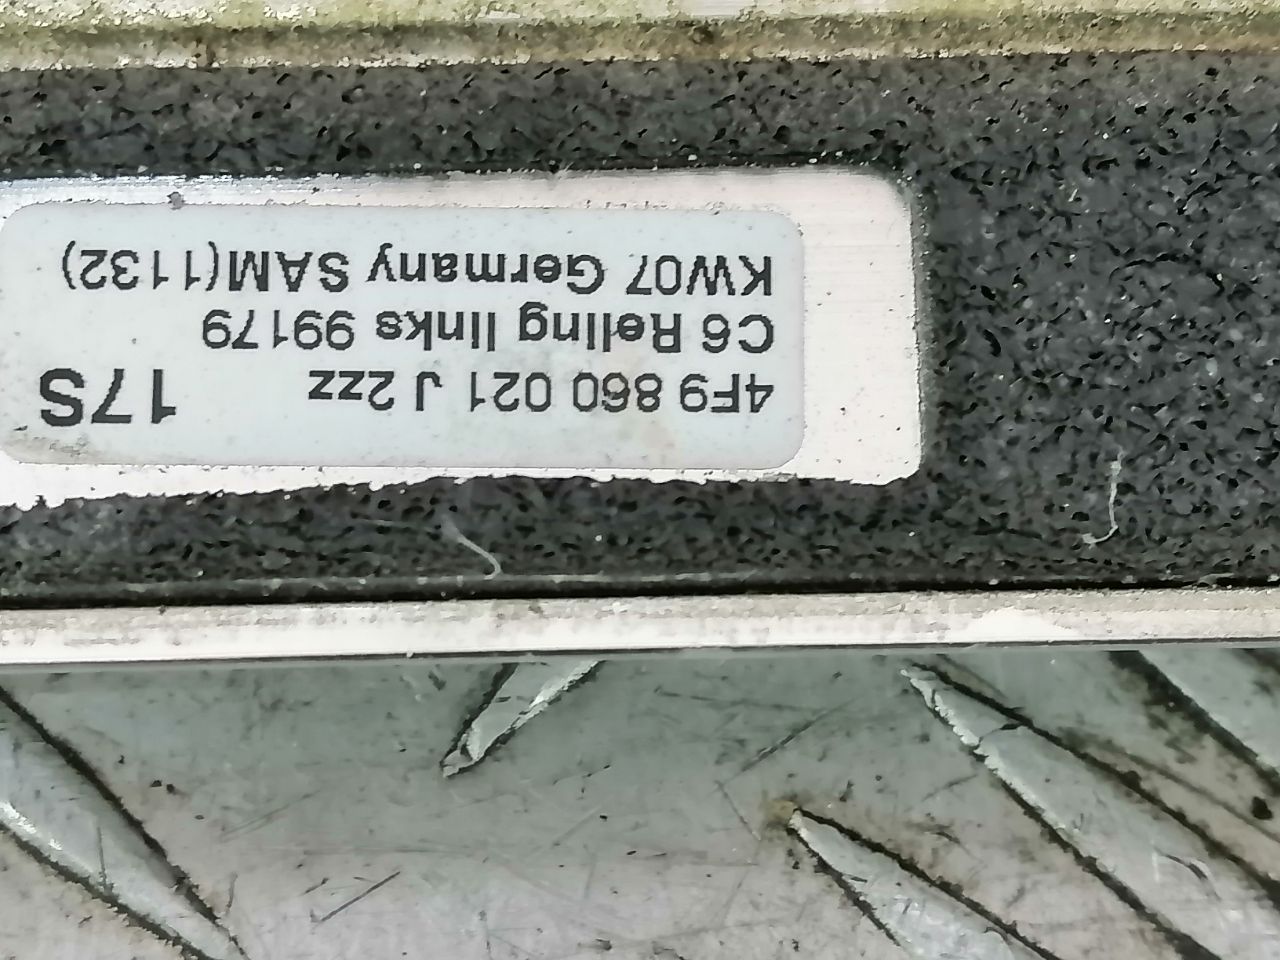 4F9 860 021 J 2zz 17S
C6 Reling links 99179
KW07 Germany SAM(1132)